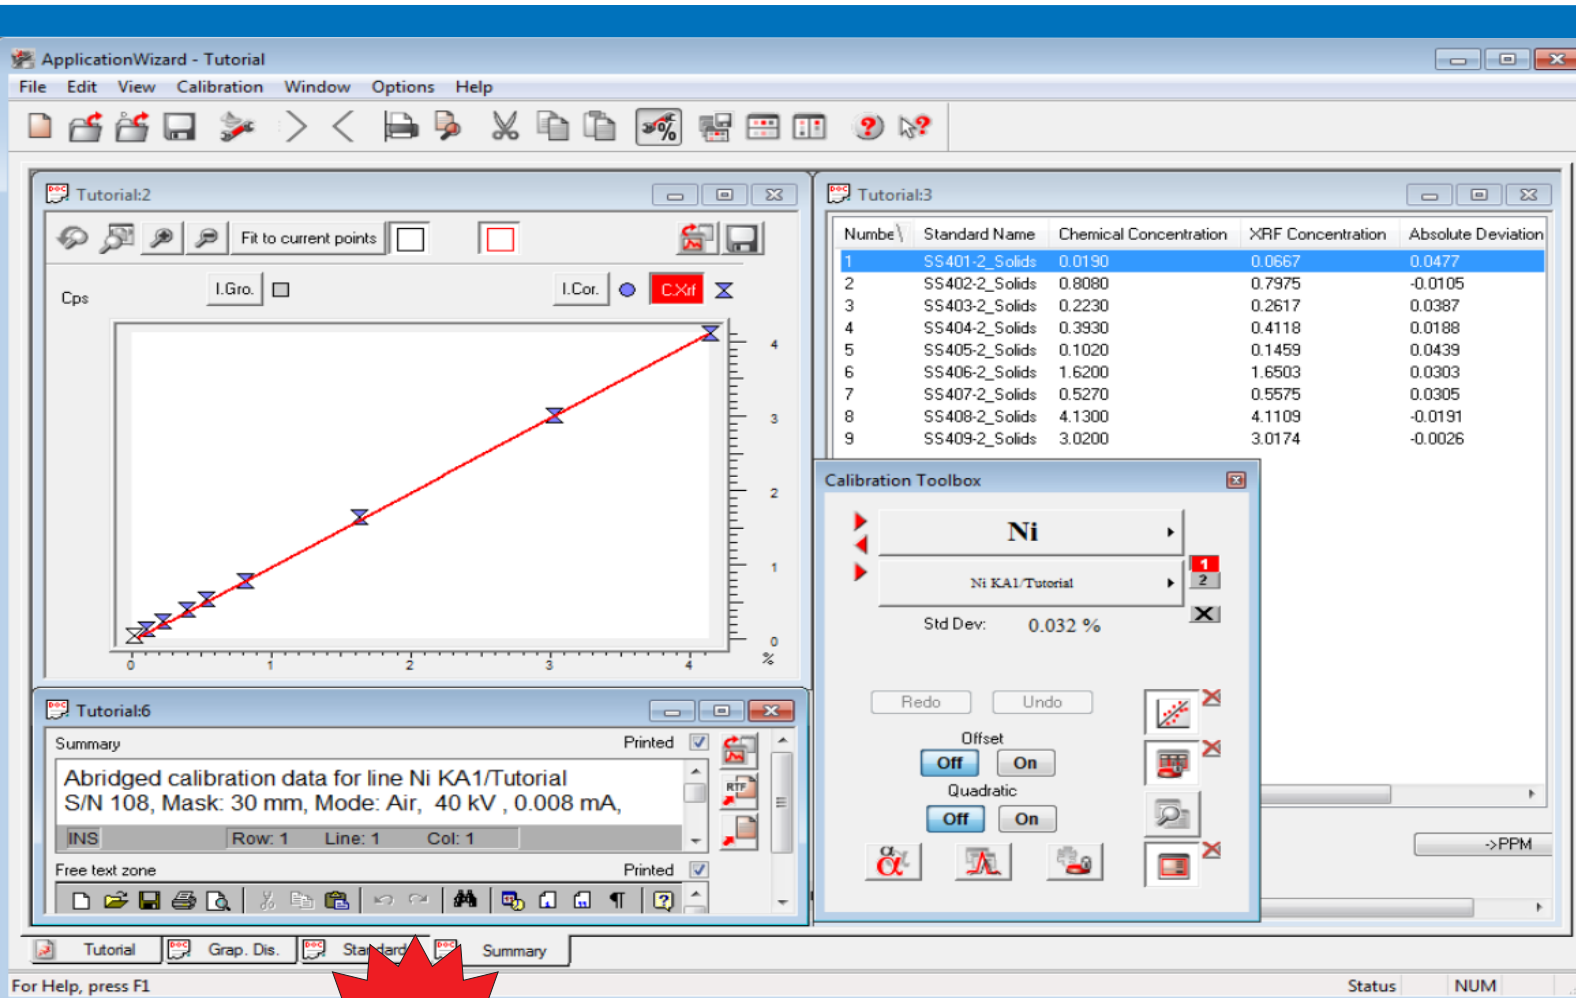 ApplicationWizard - Tutorial
File Edit View Calibration Window Options Help
Tutorial:2
Fit to current points
Cps
I.Gro.
I.Cor.
C.Xrf
4
3
2
1
0
0 1 2 3 4 %
Tutorial:3
Numbe Standard Name Chemical Concentration XRF Concentration Absolute Deviation
1 SS401-2_Solids 0.0190 0.0667 0.0477
2 SS402-2_Solids 0.8080 0.7975 -0.0105
3 SS403-2_Solids 0.2230 0.2617 0.0387
4 SS404-2_Solids 0.3930 0.4118 0.0188
5 SS405-2_Solids 0.1020 0.1459 0.0439
6 SS406-2_Solids 1.6200 1.6503 0.0303
7 SS407-2_Solids 0.5270 0.5575 0.0305
8 SS408-2_Solids 4.1300 4.1109 -0.0191
9 SS409-2_Solids 3.0200 3.0174 -0.0026
->PPM
Calibration Toolbox
Ni
Ni KA1/Tutorial
1
2
X
Std Dev: 0.032 %
Redo Undo
Offset
Off On
Quadratic
Off On
α
α
Tutorial:6
Summary Printed
Abridged calibration data for line Ni KA1/Tutorial
S/N 108, Mask: 30 mm, Mode: Air, 40 kV , 0.008 mA,
RTF
INS Row: 1 Line: 1 Col: 1
Free text zone Printed
Tutorial Grap. Dis. Standard Summary
For Help, press F1
Status NUM